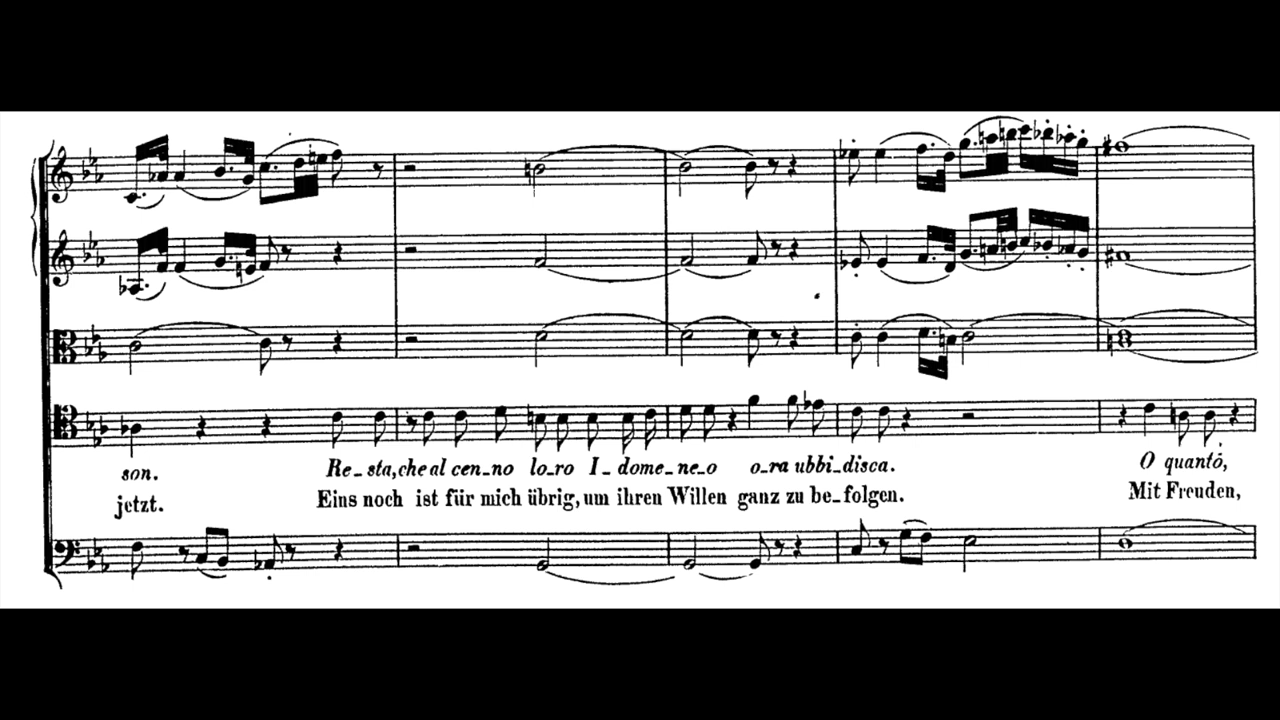 son. Re_sta, che al cen_no lo_ro I_dome_ne_o o_ra ubbi_disca. O quanto,
jetzt. Eins noch ist für mich übrig, um ihren Willen ganz zu be_folgen. Mit Freuden,